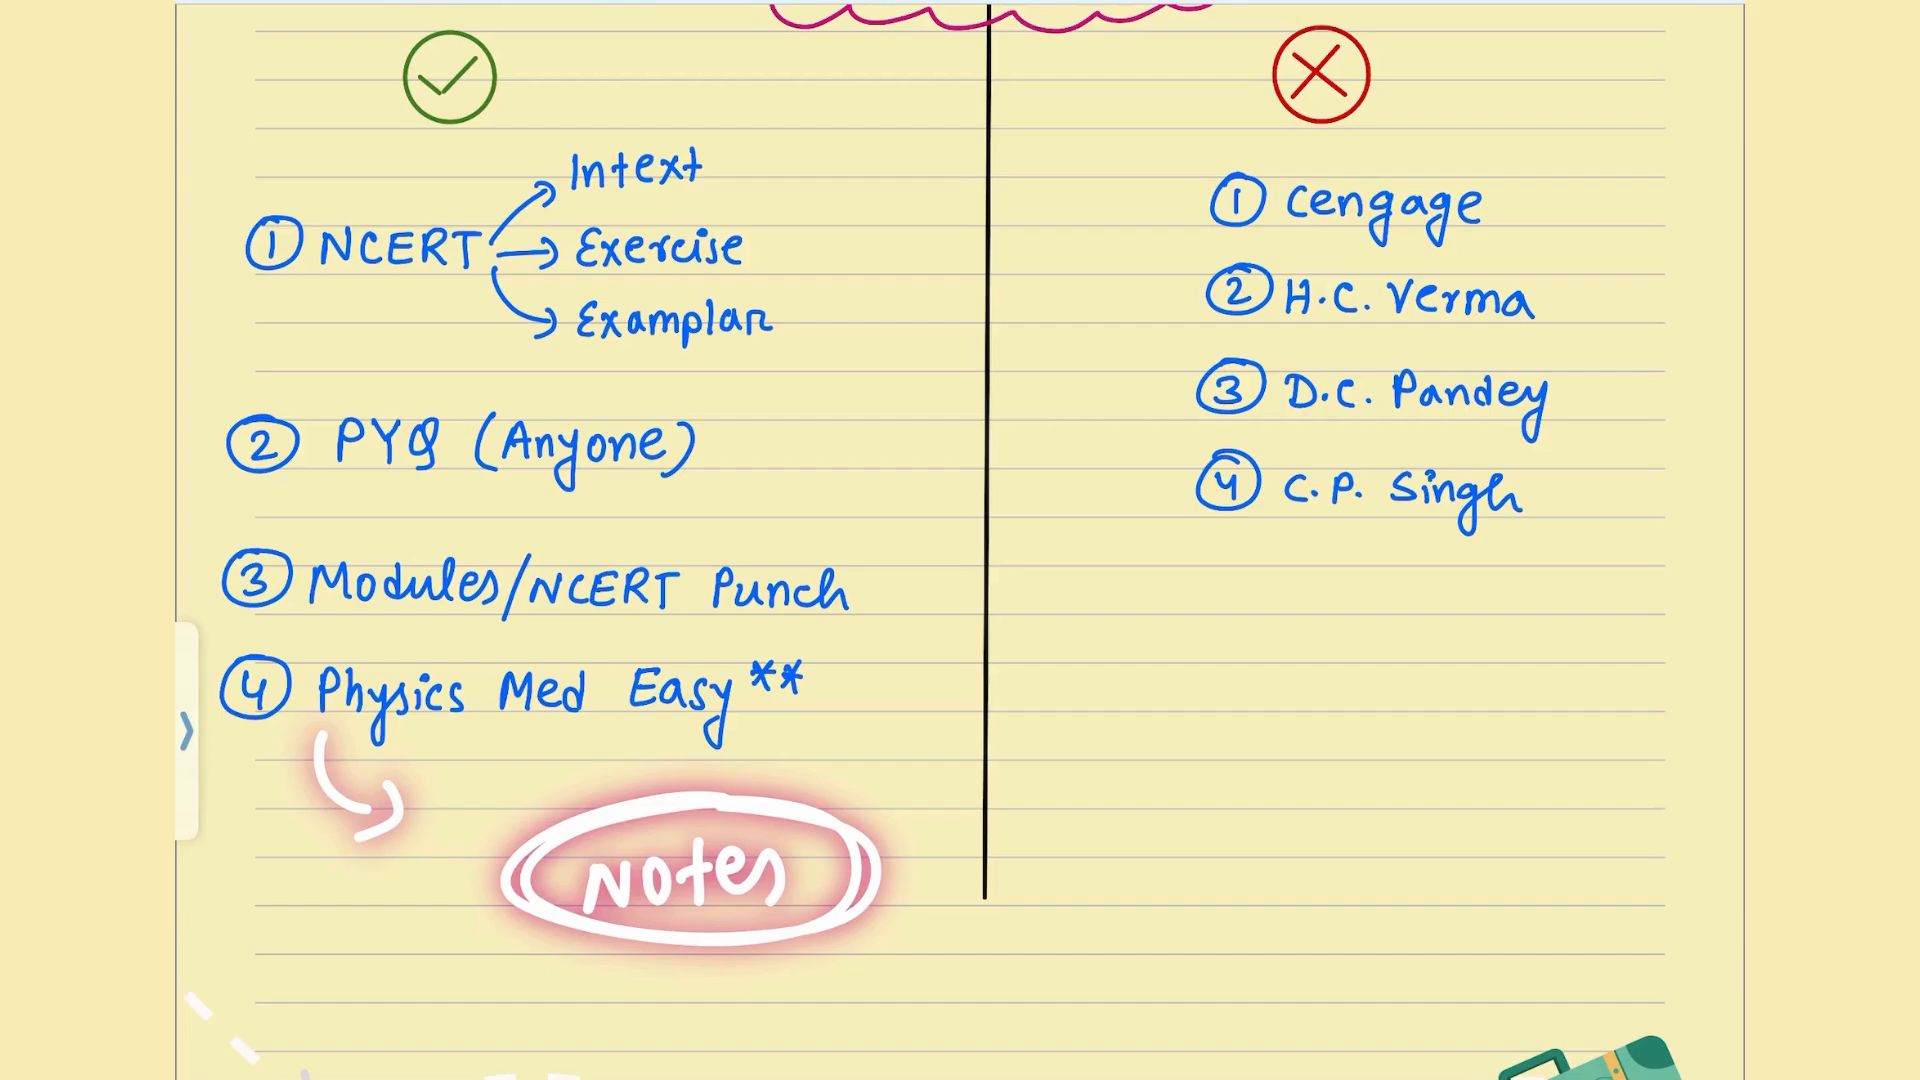 Intext
① NCERT → Exercise
Examplar
② PYQ (Anyone)
③ Modules/NCERT Punch
④ Physics Med Easy **
Notes
① Cengage
② H.C. Verma
③ D.C. Pandey
④ C.P. Singh